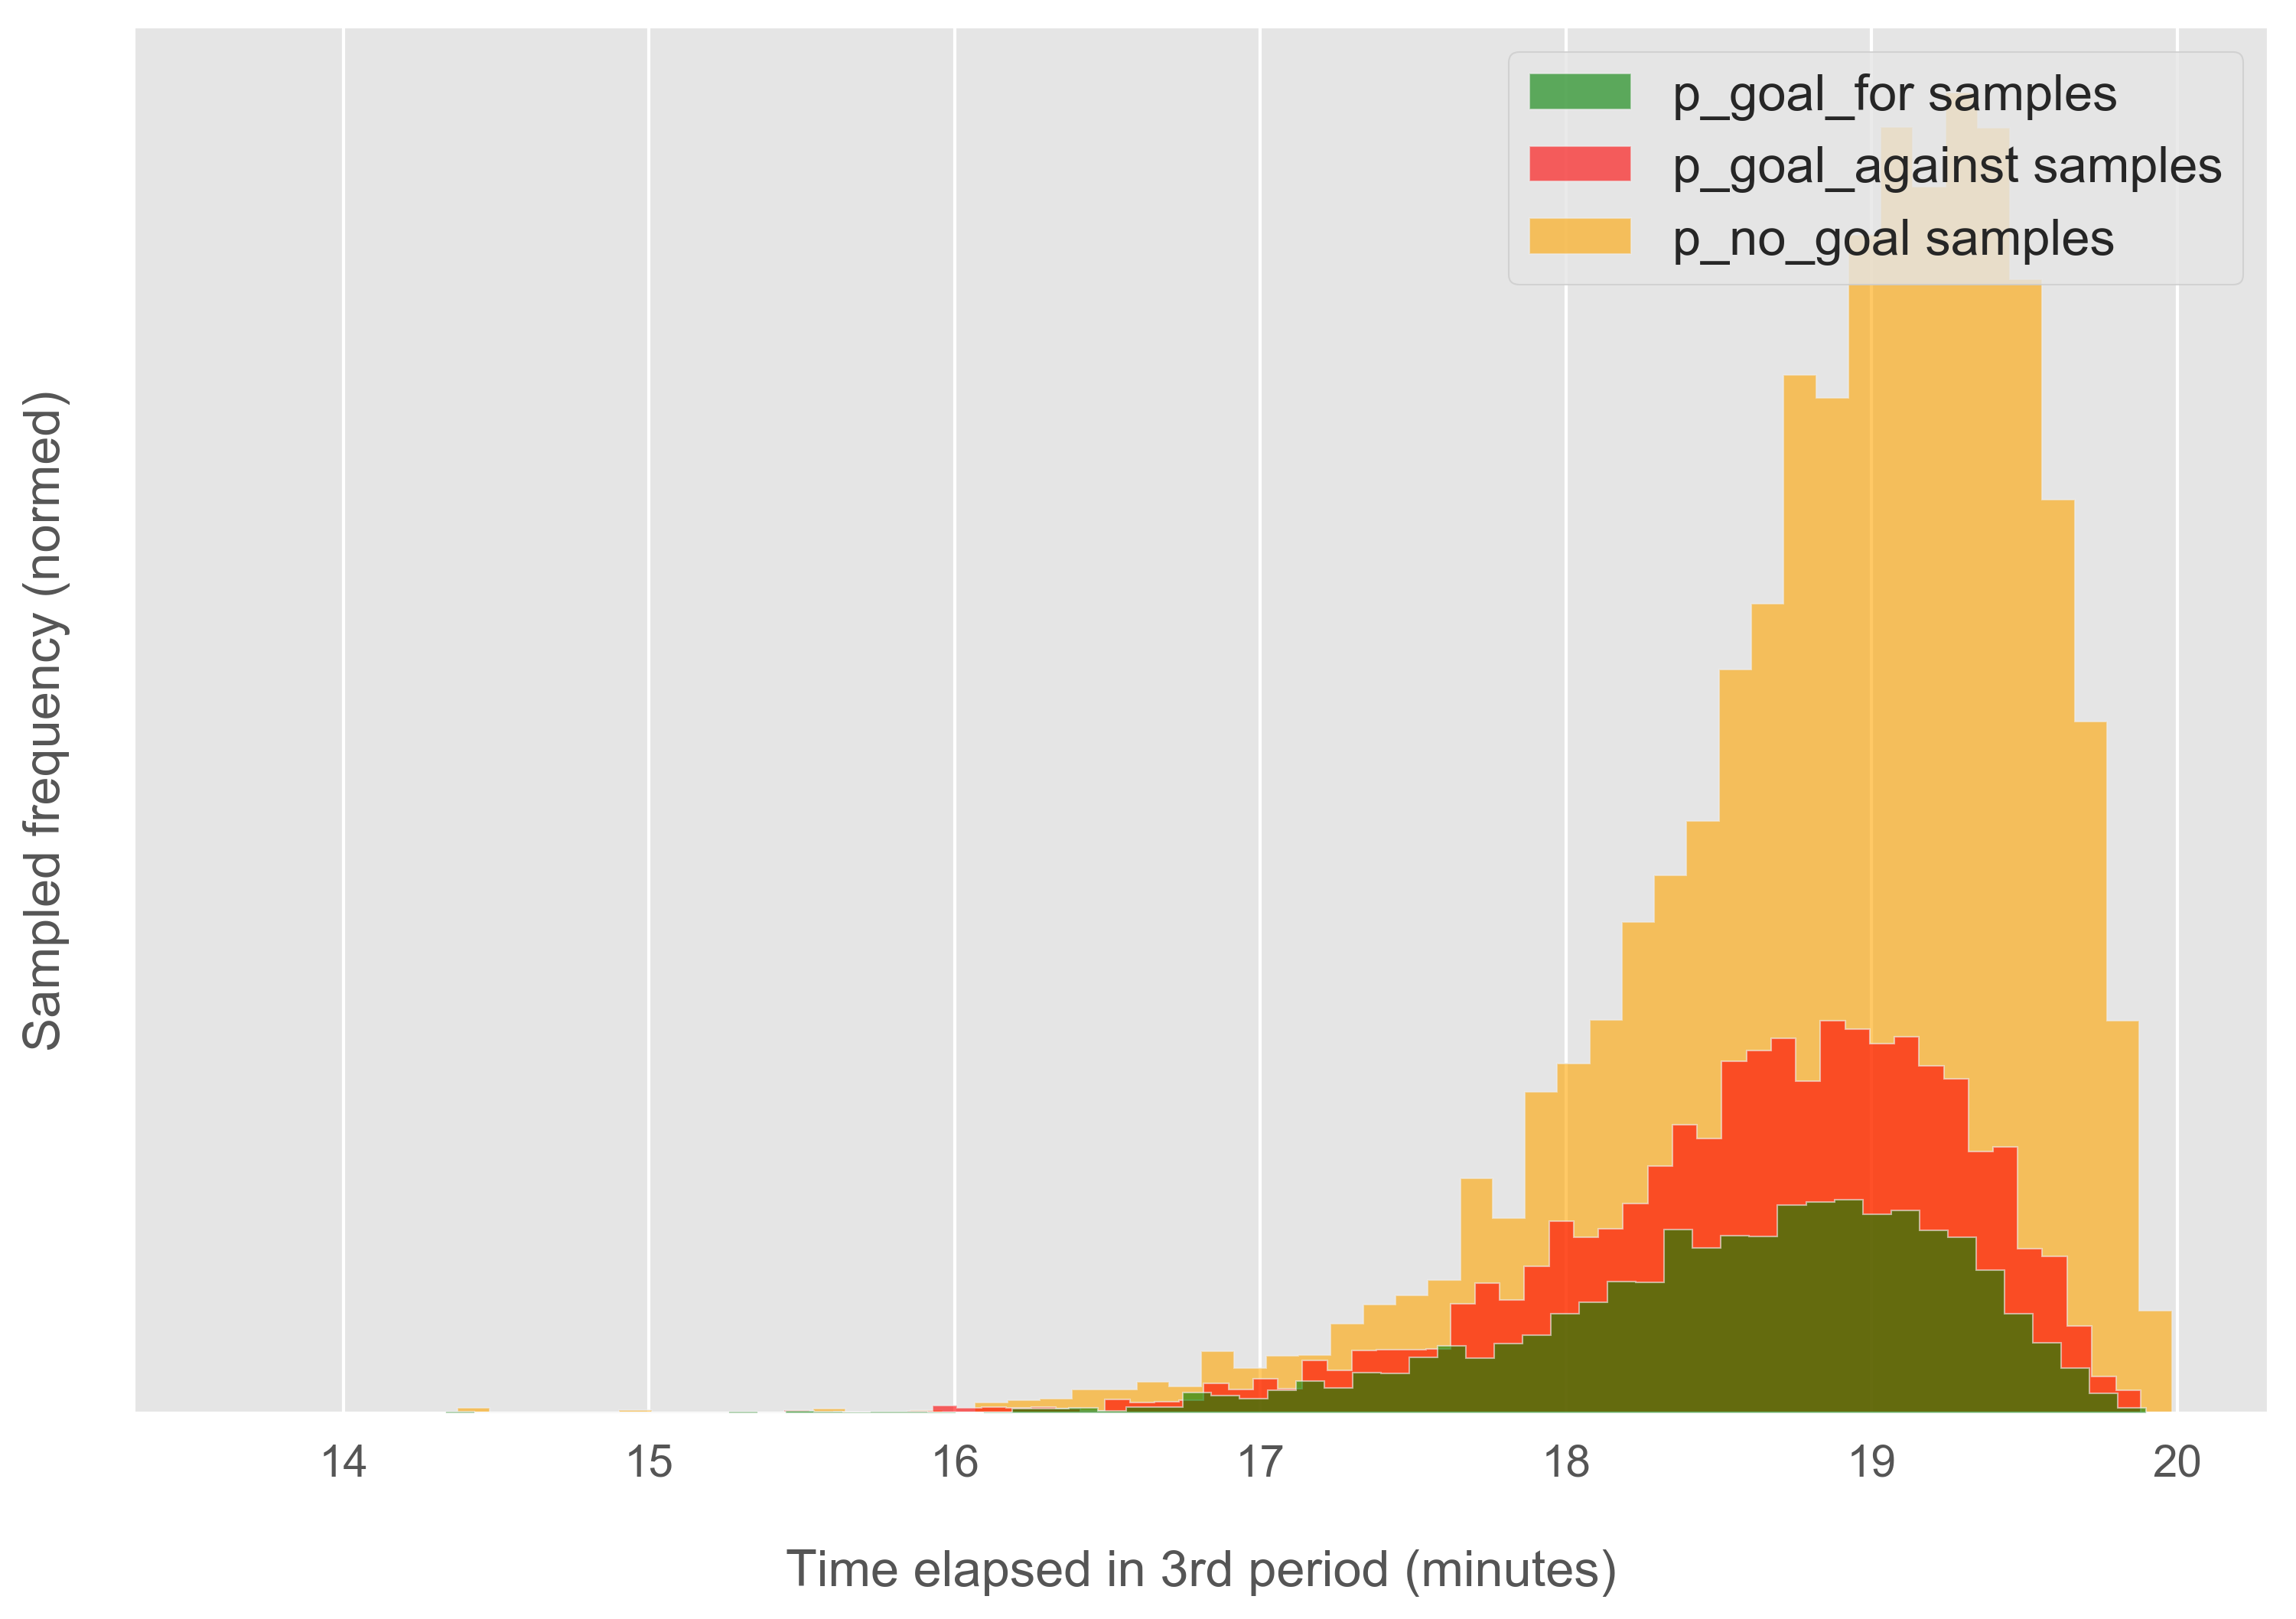 p_goal_for samples
p_goal_against samples
p_no_goal samples
Sampled frequency (normed)
14 15 16 17 18 19 20
Time elapsed in 3rd period (minutes)